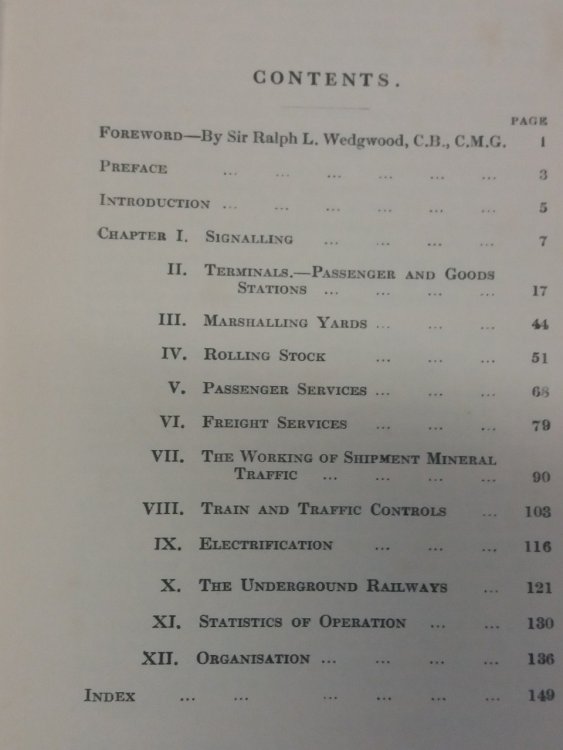 CONTENTS.
PAGE
FOREWORD—By Sir Ralph L. Wedgwood, C.B., C.M.G. 1
PREFACE ... ... ... ... ... ... 3
INTRODUCTION ... ... ... ... ... ... 5
CHAPTER I. SIGNALLING ... ... ... ... 7
II. TERMINALS.—PASSENGER AND GOODS
STATIONS ... ... ... ... 17
III. MARSHALLING YARDS ... ... ... 44
IV. ROLLING STOCK ... ... ... 51
V. PASSENGER SERVICES ... ... ... 68
VI. FREIGHT SERVICES ... ... ... 79
VII. THE WORKING OF SHIPMENT MINERAL
TRAFFIC ... ... ... ... 90
VIII. TRAIN AND TRAFFIC CONTROLS ... 103
IX. ELECTRIFICATION ... ... ... 116
X. THE UNDERGROUND RAILWAYS ... 121
XI. STATISTICS OF OPERATION ... ... 130
XII. ORGANISATION ... ... ... ... 136
INDEX ... ... ... ... ... ... 149